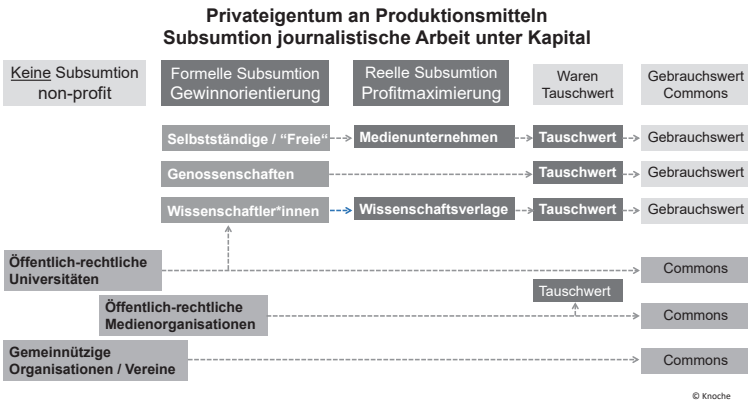 Privateigentum an Produktionsmitteln
Subsumtion journalistische Arbeit unter Kapital
Keine Subsumtion
non-profit
Formelle Subsumtion
Gewinnorientierung
Reelle Subsumtion
Profitmaximierung
Waren
Tauschwert
Gebrauchswert
Commons
Selbstständige / “Freie“
Medienunternehmen
Tauschwert
Gebrauchswert
Genossenschaften
Tauschwert
Gebrauchswert
Wissenschaftler*innen
Wissenschaftsverlage
Tauschwert
Gebrauchswert
Öffentlich-rechtliche
Universitäten
Commons
Tauschwert
Öffentlich-rechtliche
Medienorganisationen
Commons
Gemeinnützige
Organisationen / Vereine
Commons
© Knoche